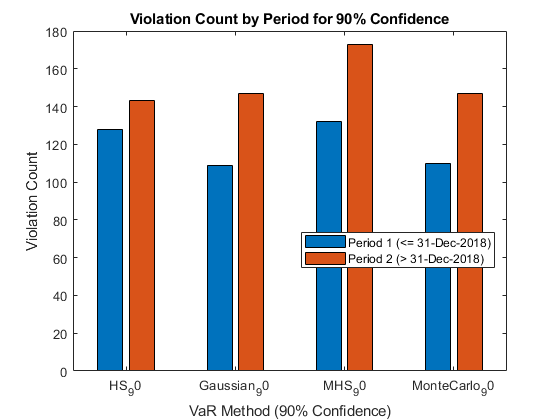 Violation Count by Period for 90% Confidence
Violation Count
180
160
140
120
100
80
60
40
20
0
Period 1 (<= 31-Dec-2018)
Period 2 (> 31-Dec-2018)
HS₉0 Gaussian₉0 MHS₉0 MonteCarlo₉0
VaR Method (90% Confidence)